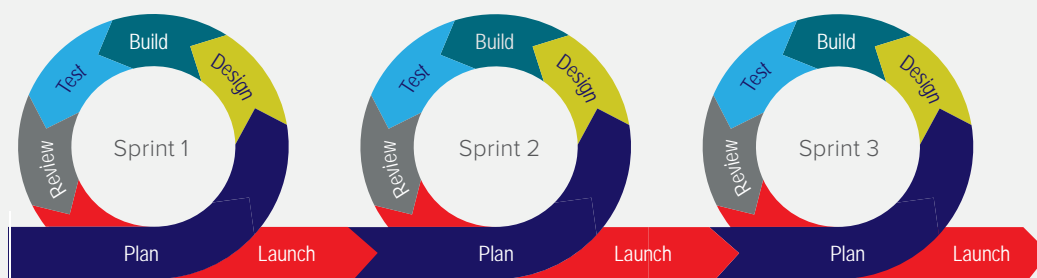 Build
Design
Test
Review
Sprint 1
Plan
Launch
Build
Design
Test
Review
Sprint 2
Plan
Launch
Build
Design
Test
Review
Sprint 3
Plan
Launch